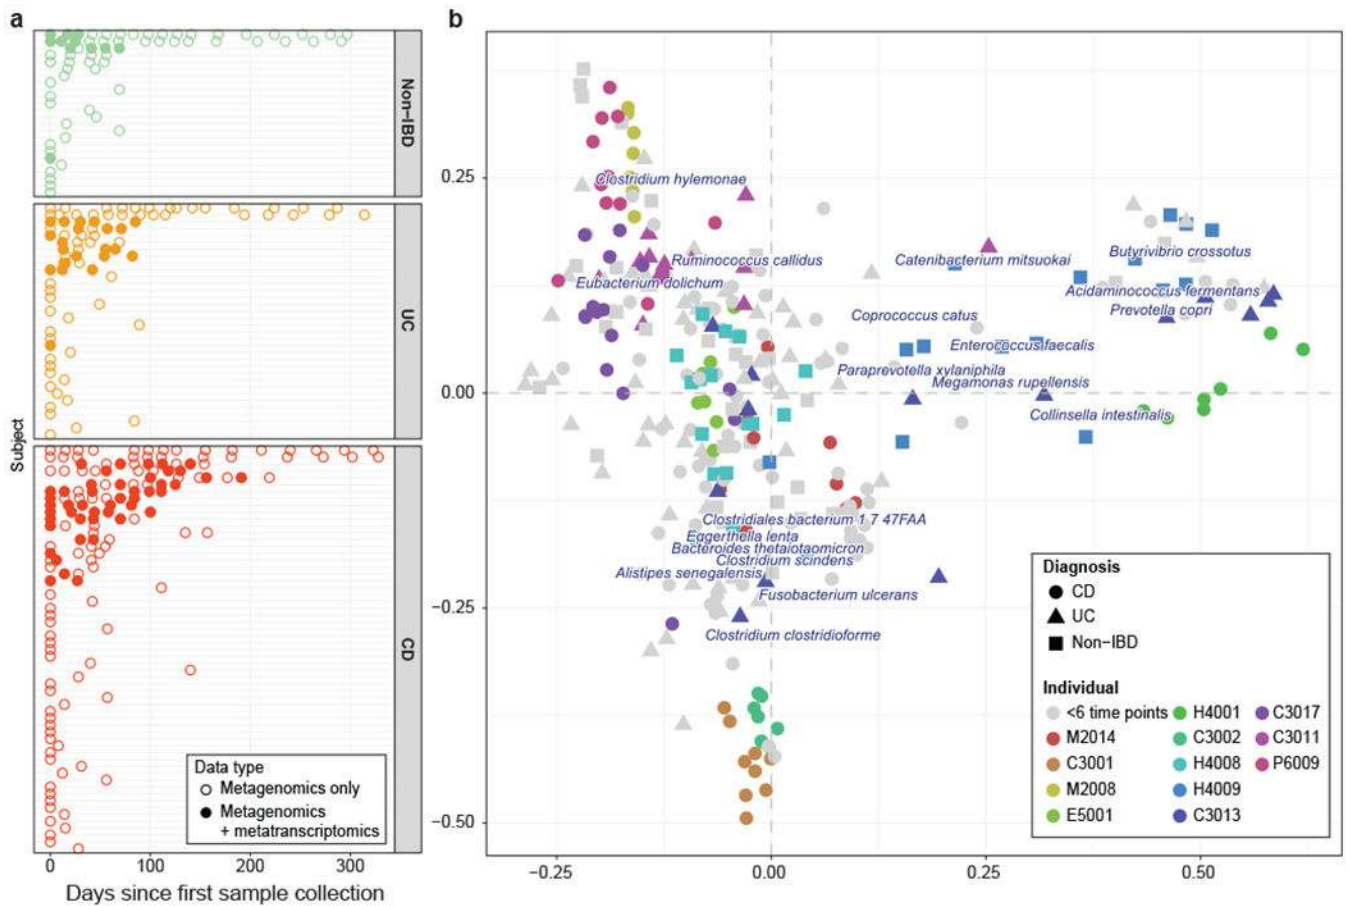 a
b
Non-IBD
UC
CD
Subject
Data type
Metagenomics only
Metagenomics
+ metatranscriptomics
0
100
200
300
Days since first sample collection
0.25
0.00
−0.25
−0.50
Clostridium hylemonae
Ruminococcus callidus
Eubacterium dolichum
Catenibacterium mitsuokai
Butyrivibrio crossotus
Acidaminococcus fermentans
Prevotella copri
Coprococcus catus
Enterococcus faecalis
Paraprevotella xylaniphila
Megamonas rupellensis
Collinsella intestinalis
Clostridiales bacterium 1 7 47FAA
Eggerthella lenta
Bacteroides thetaiotaomicron
Clostridium scindens
Alistipes senegalensis
Fusobacterium ulcerans
Clostridium clostridioforme
Diagnosis
CD
UC
Non−IBD
Individual
<6 time points H4001 C3017
M2014 C3002 C3011
C3001 H4008 P6009
M2008 H4009
E5001 C3013
−0.25
0.00
0.25
0.50